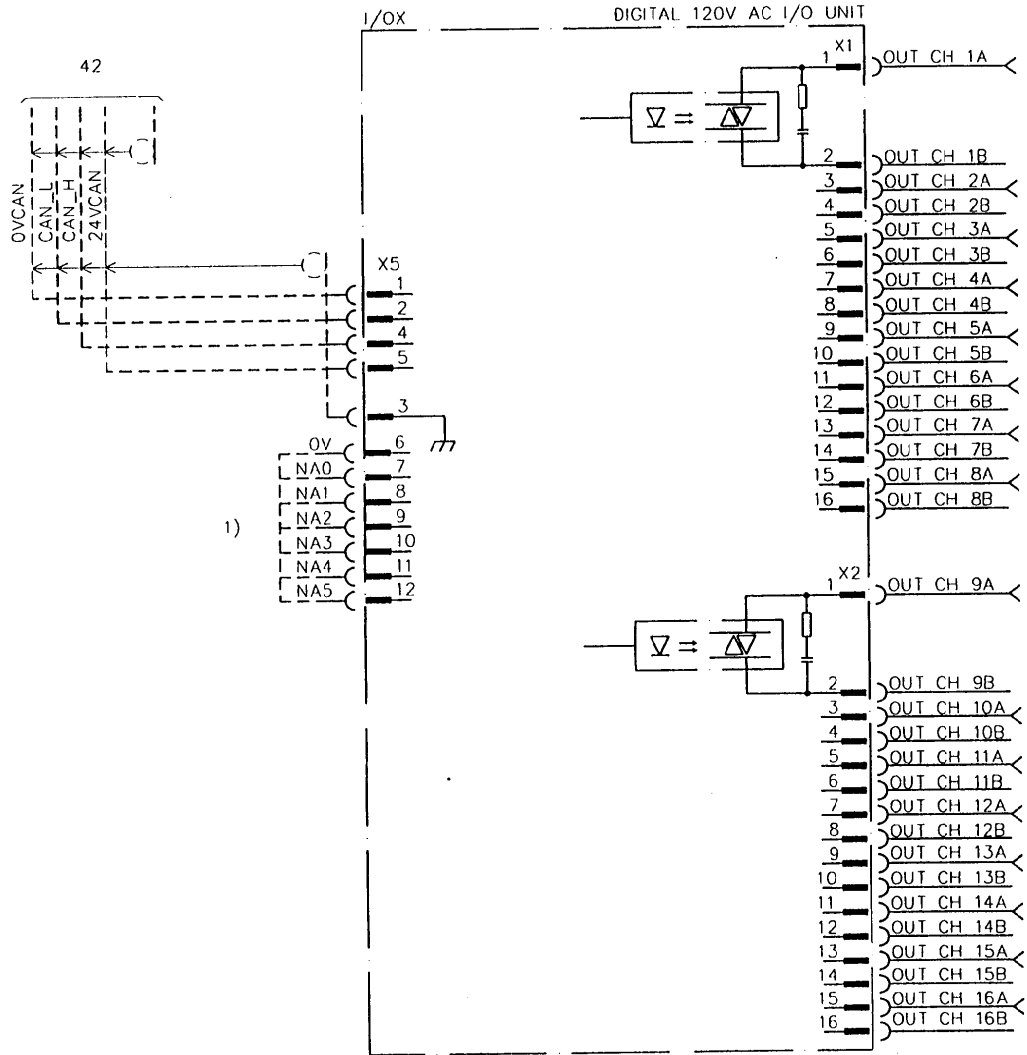 I/OX
DIGITAL 120V AC I/O UNIT
42
0VCAN
CAN_L
CAN_H
24VCAN
X5
1
2
4
5
3
0V 6
NA0 7
NA1 8
NA2 9
NA3 10
NA4 11
NA5 12
1)
X1
1 OUT CH 1A
2 OUT CH 1B
3 OUT CH 2A
4 OUT CH 2B
5 OUT CH 3A
6 OUT CH 3B
7 OUT CH 4A
8 OUT CH 4B
9 OUT CH 5A
10 OUT CH 5B
11 OUT CH 6A
12 OUT CH 6B
13 OUT CH 7A
14 OUT CH 7B
15 OUT CH 8A
16 OUT CH 8B
X2
1 OUT CH 9A
2 OUT CH 9B
3 OUT CH 10A
4 OUT CH 10B
5 OUT CH 11A
6 OUT CH 11B
7 OUT CH 12A
8 OUT CH 12B
9 OUT CH 13A
10 OUT CH 13B
11 OUT CH 14A
12 OUT CH 14B
13 OUT CH 15A
14 OUT CH 15B
15 OUT CH 16A
16 OUT CH 16B